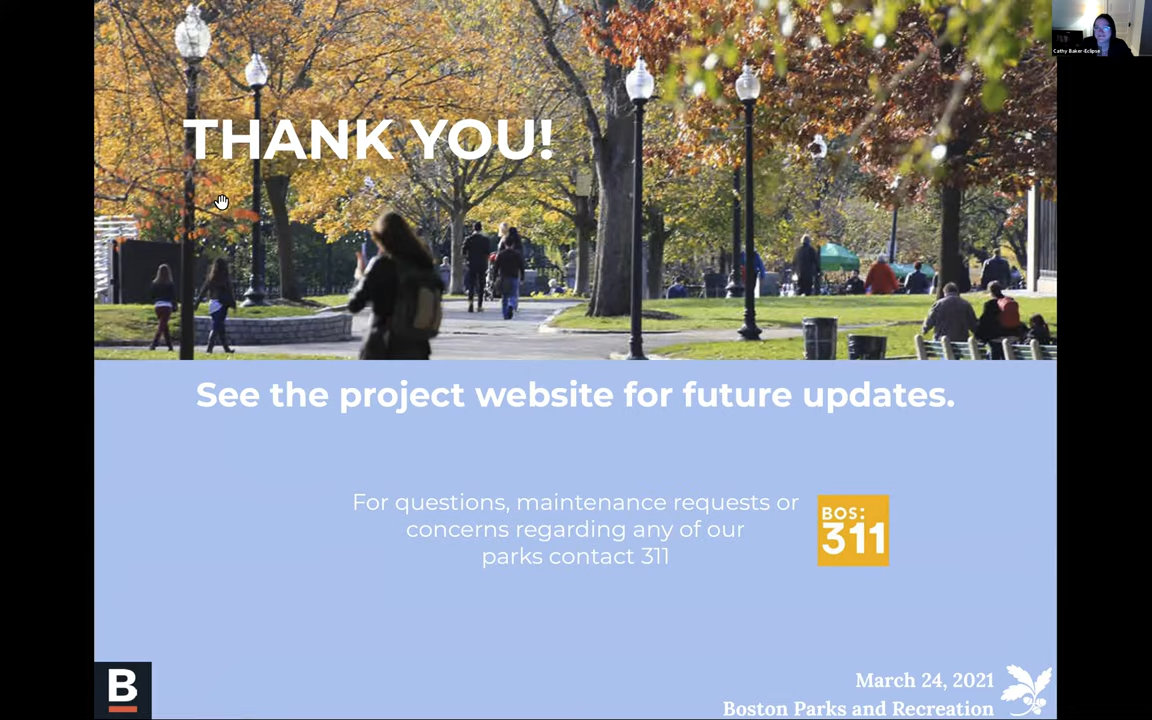 Cathy Baker-Eclipse
THANK YOU!
See the project website for future updates.
For questions, maintenance requests or
concerns regarding any of our
parks contact 311
BOS:
311
B
March 24, 2021
Boston Parks and Recreation